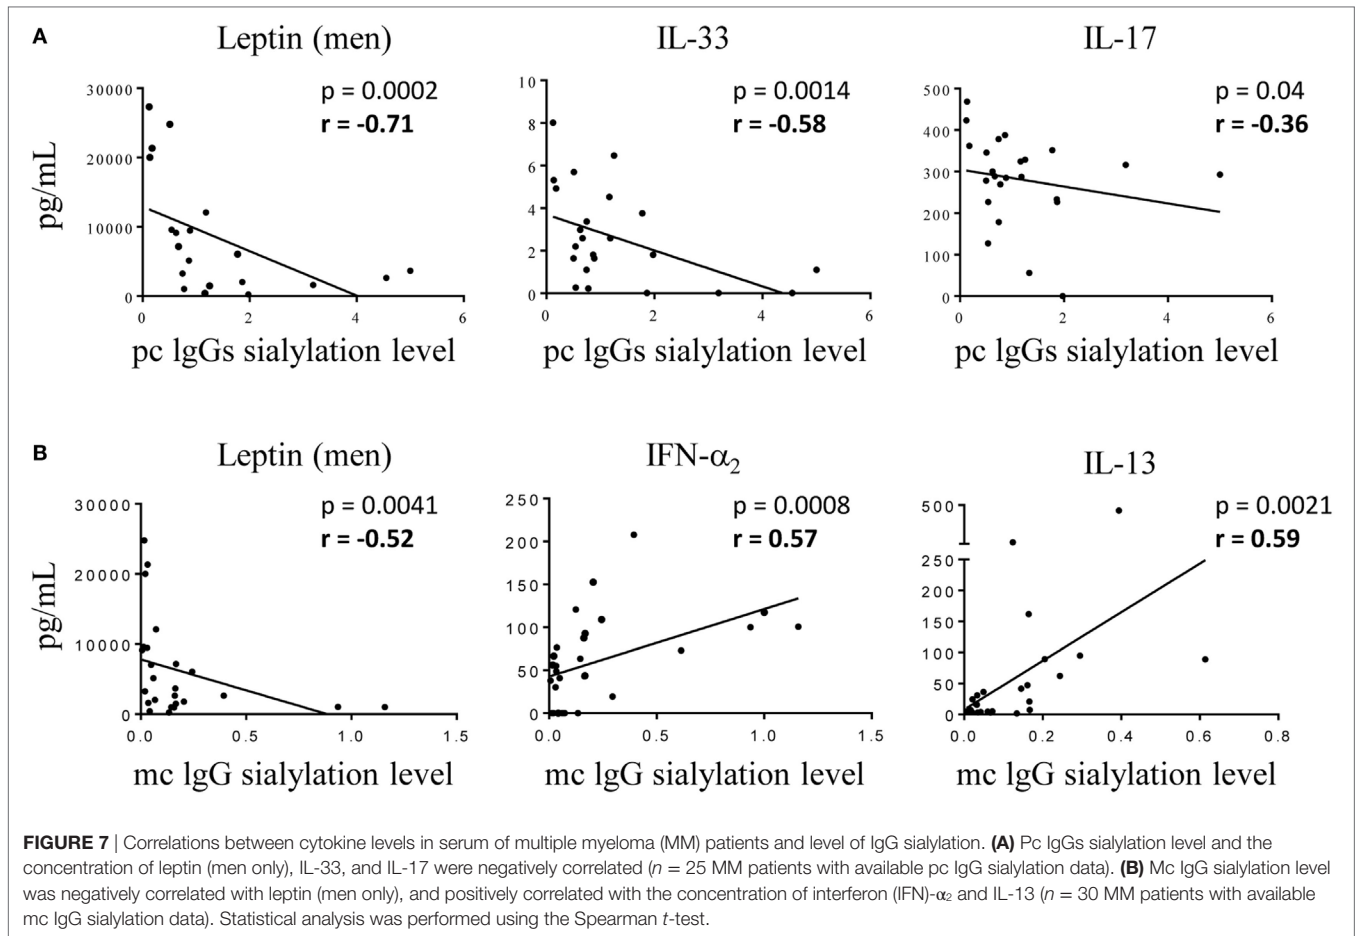 A
Leptin (men)
IL-33
IL-17
p = 0.0002
r = -0.71
p = 0.0014
r = -0.58
p = 0.04
r = -0.36
pg/mL
30000
20000
10000
0
0 2 4 6
10
8
6
4
2
0
0 2 4 6
500
400
300
200
100
0
0 2 4 6
pc IgGs sialylation level
pc IgGs sialylation level
pc IgGs sialylation level
B
Leptin (men)
IFN-α₂
IL-13
p = 0.0041
r = -0.52
p = 0.0008
r = 0.57
p = 0.0021
r = 0.59
pg/mL
30000
20000
10000
0
0.0 0.5 1.0 1.5
250
200
150
100
50
0
0.0 0.5 1.0 1.5
500
250
200
150
100
50
0
0.0 0.2 0.4 0.6 0.8
mc IgG sialylation level
mc IgG sialylation level
mc IgG sialylation level
FIGURE 7 | Correlations between cytokine levels in serum of multiple myeloma (MM) patients and level of IgG sialylation. (A) Pc IgGs sialylation level and the
concentration of leptin (men only), IL-33, and IL-17 were negatively correlated (n = 25 MM patients with available pc IgG sialylation data). (B) Mc IgG sialylation level
was negatively correlated with leptin (men only), and positively correlated with the concentration of interferon (IFN)-α₂ and IL-13 (n = 30 MM patients with available
mc IgG sialylation data). Statistical analysis was performed using the Spearman t-test.